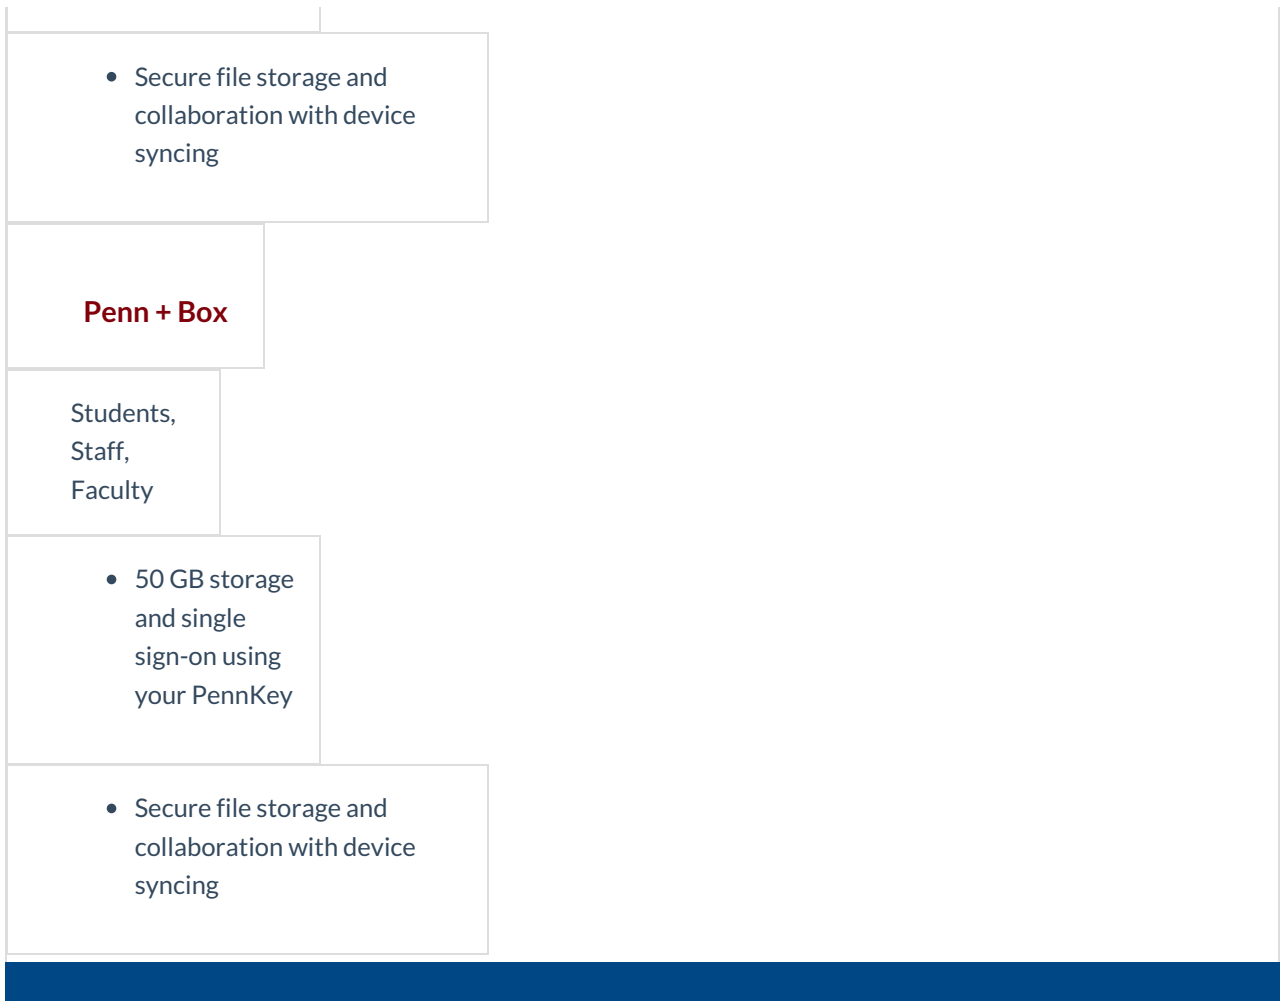 Secure file storage and
collaboration with device
syncing
Penn + Box
Students,
Staff,
Faculty
50 GB storage
and single
sign-on using
your PennKey
Secure file storage and
collaboration with device
syncing